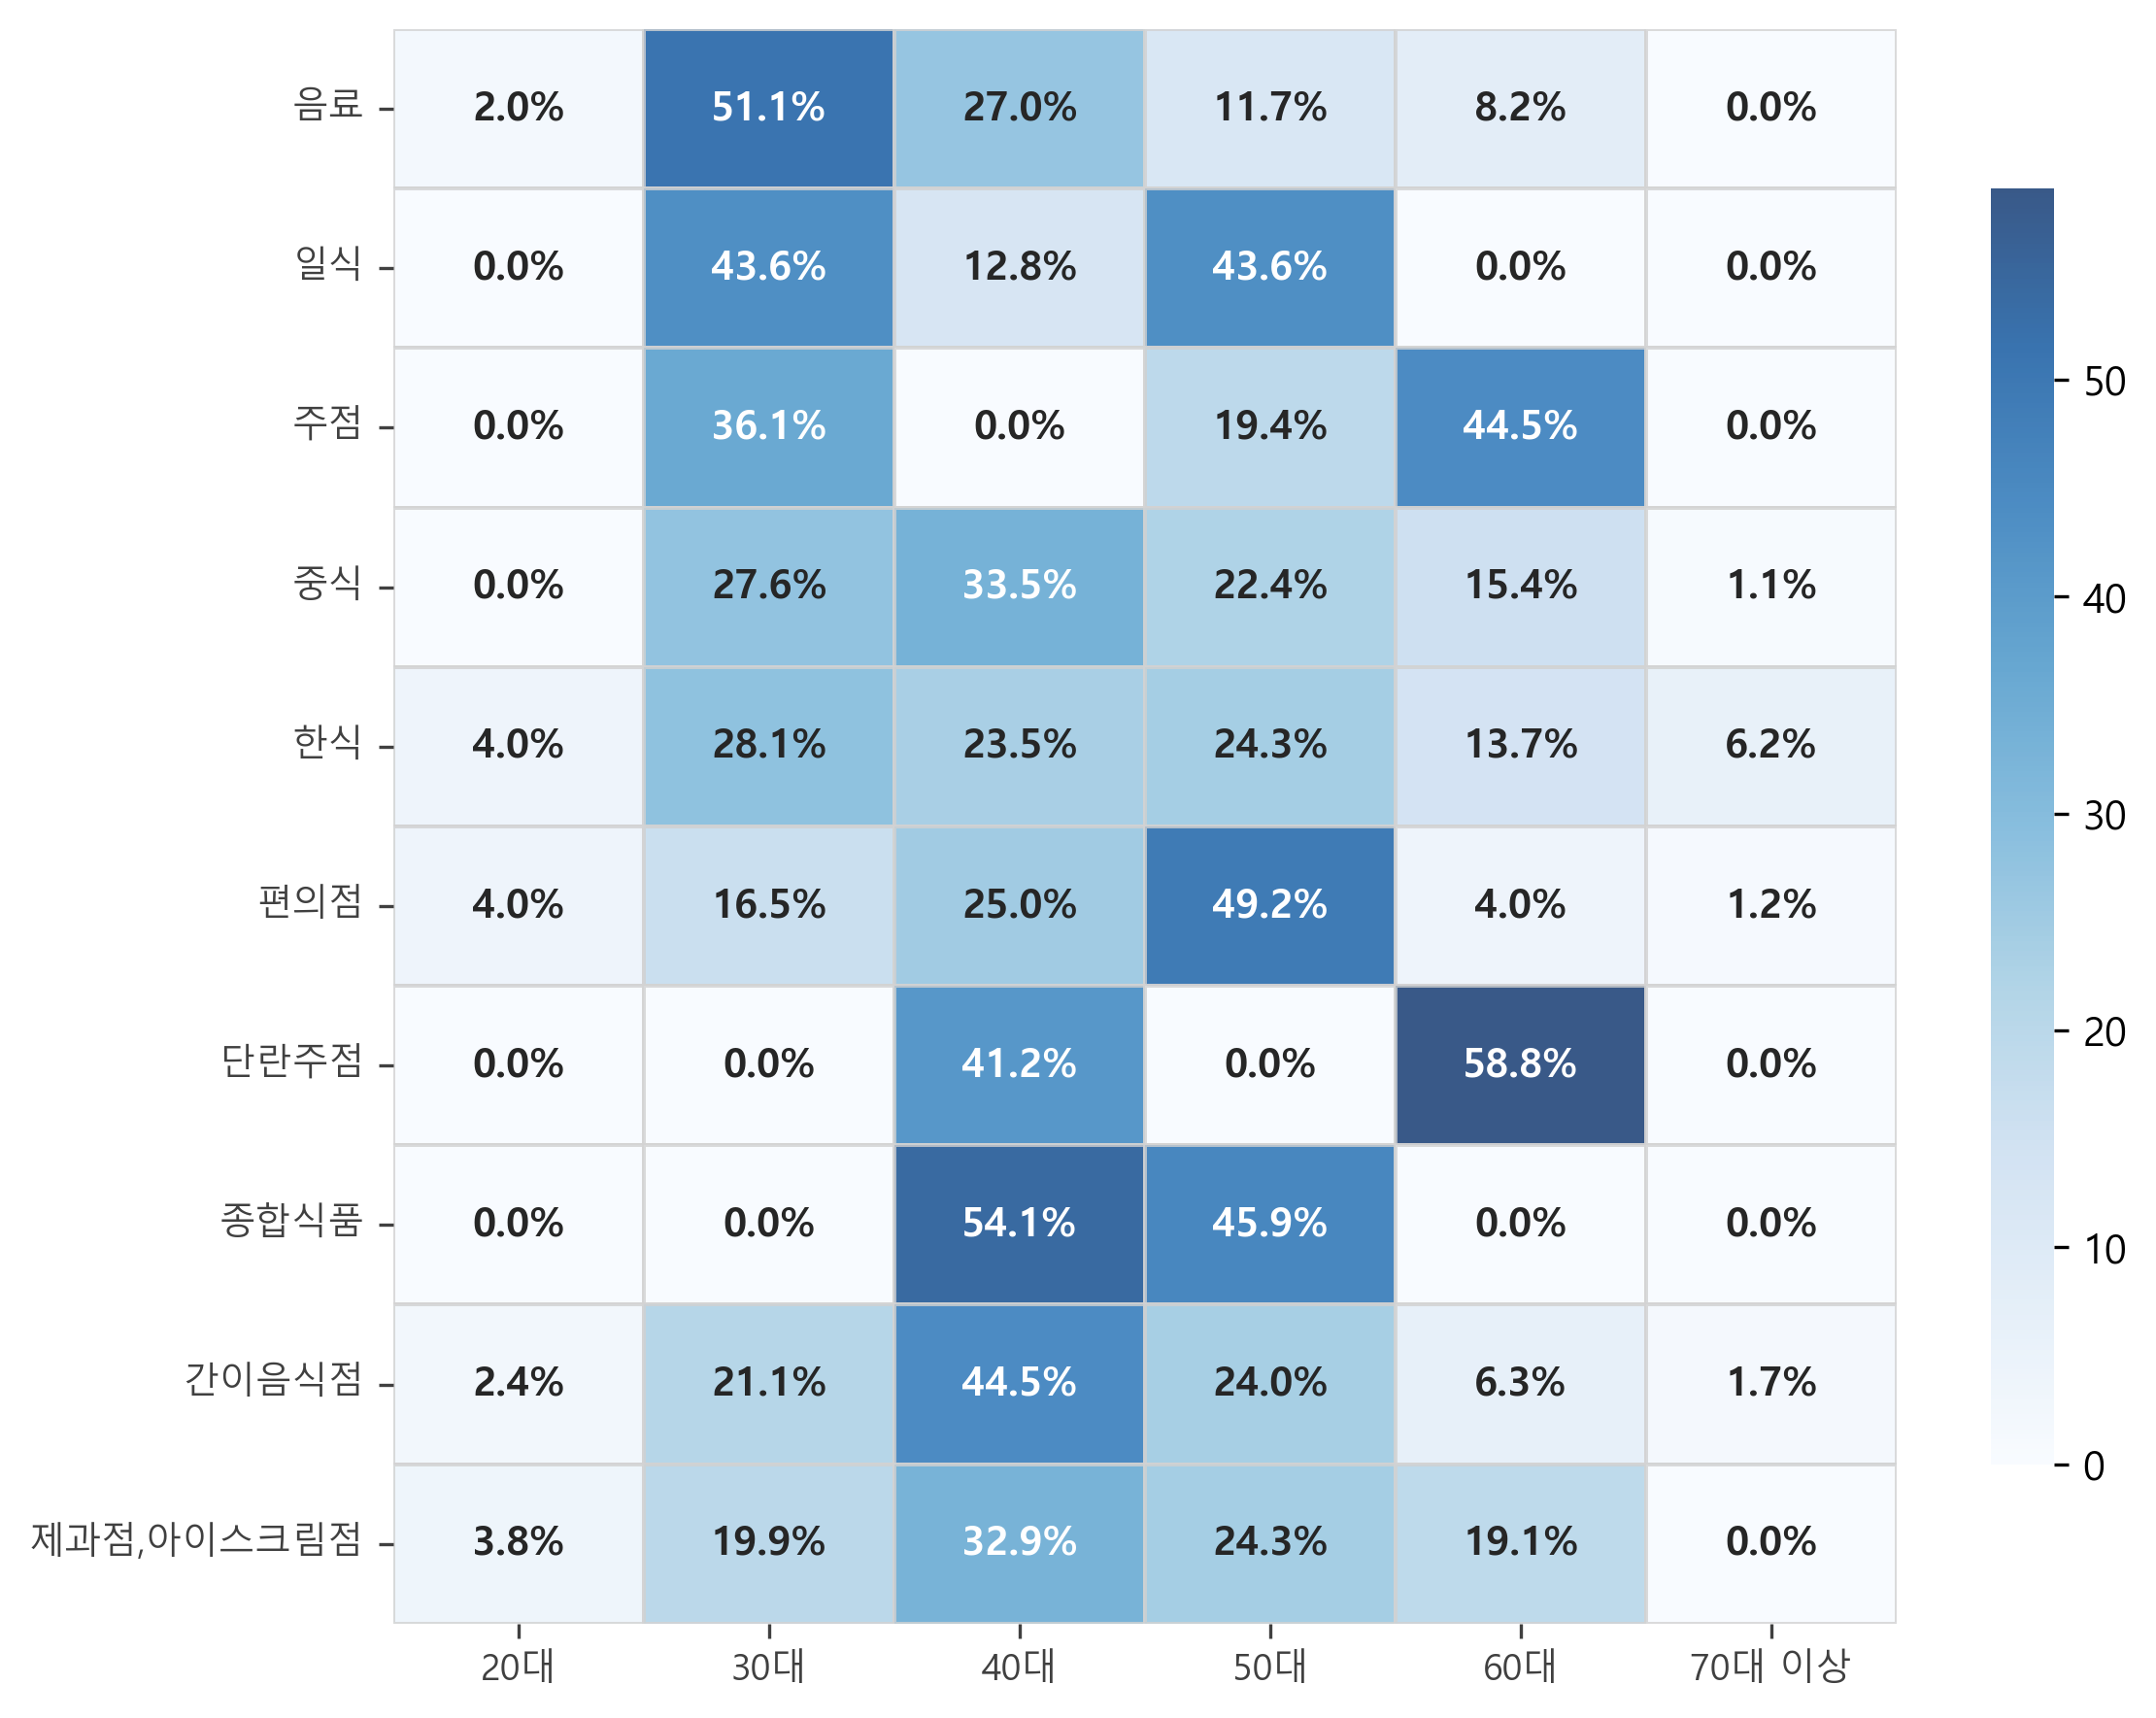 음료 2.0% 51.1% 27.0% 11.7% 8.2% 0.0%
일식 0.0% 43.6% 12.8% 43.6% 0.0% 0.0%
주점 0.0% 36.1% 0.0% 19.4% 44.5% 0.0%
중식 0.0% 27.6% 33.5% 22.4% 15.4% 1.1%
한식 4.0% 28.1% 23.5% 24.3% 13.7% 6.2%
편의점 4.0% 16.5% 25.0% 49.2% 4.0% 1.2%
단란주점 0.0% 0.0% 41.2% 0.0% 58.8% 0.0%
종합식품 0.0% 0.0% 54.1% 45.9% 0.0% 0.0%
간이음식점 2.4% 21.1% 44.5% 24.0% 6.3% 1.7%
제과점,아이스크림점 3.8% 19.9% 32.9% 24.3% 19.1% 0.0%
20대 30대 40대 50대 60대 70대 이상
50
40
30
20
10
0